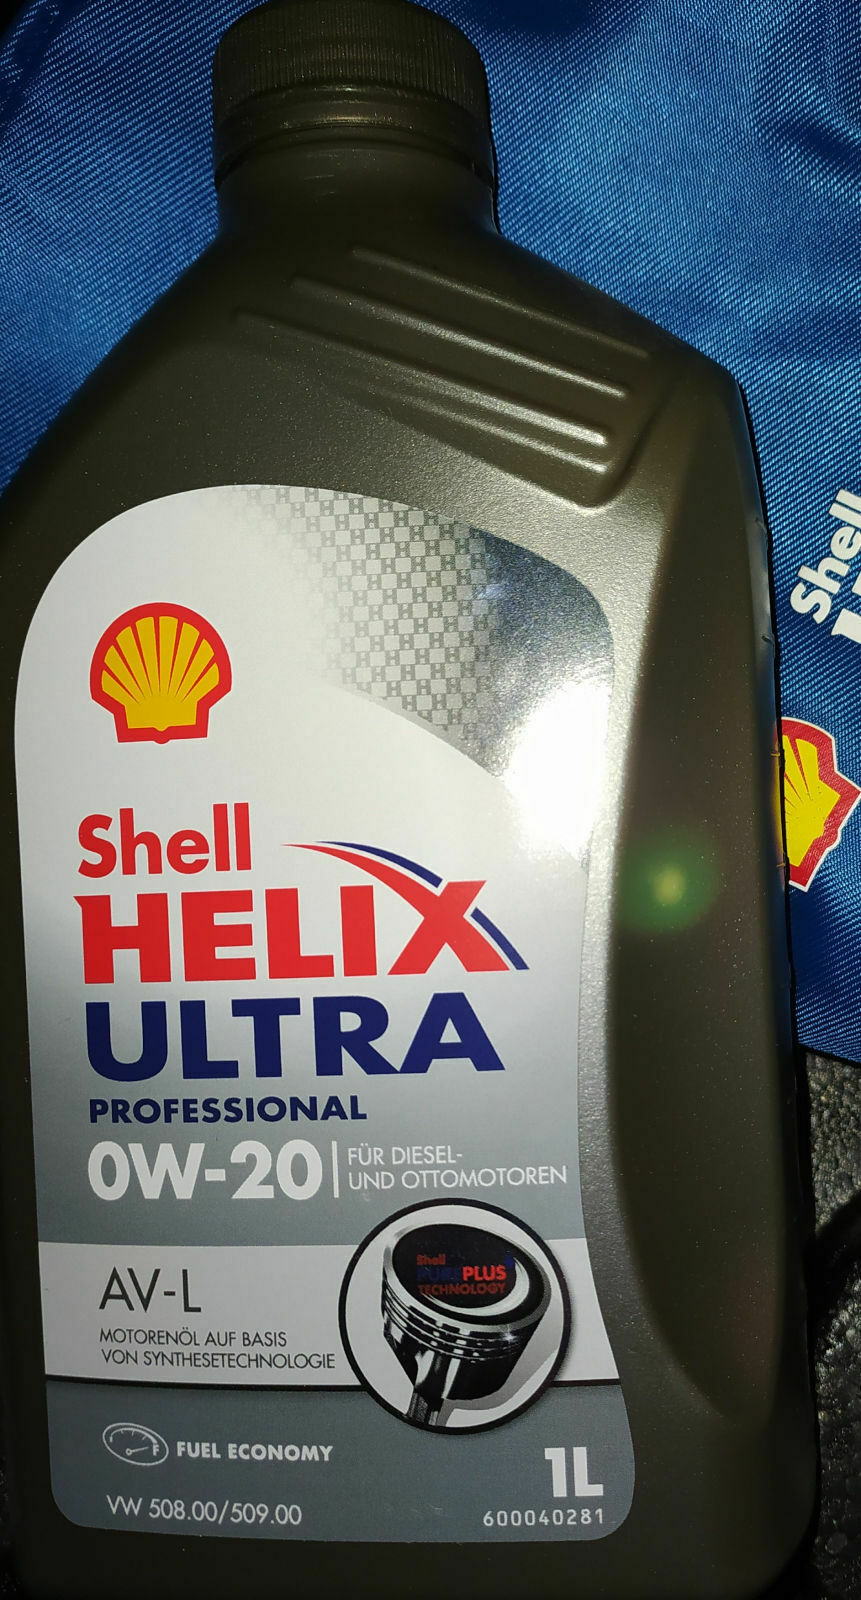 Shell
HELIX
ULTRA
PROFESSIONAL
0W-20
FÜR DIESEL-
UND OTTOMOTOREN
Shell
PUREPLUS
TECHNOLOGY
AV-L
MOTORENÖL AUF BASIS
VON SYNTHESETECHNOLOGIE
FUEL ECONOMY
1L
VW 508.00/509.00
600040281
Shell